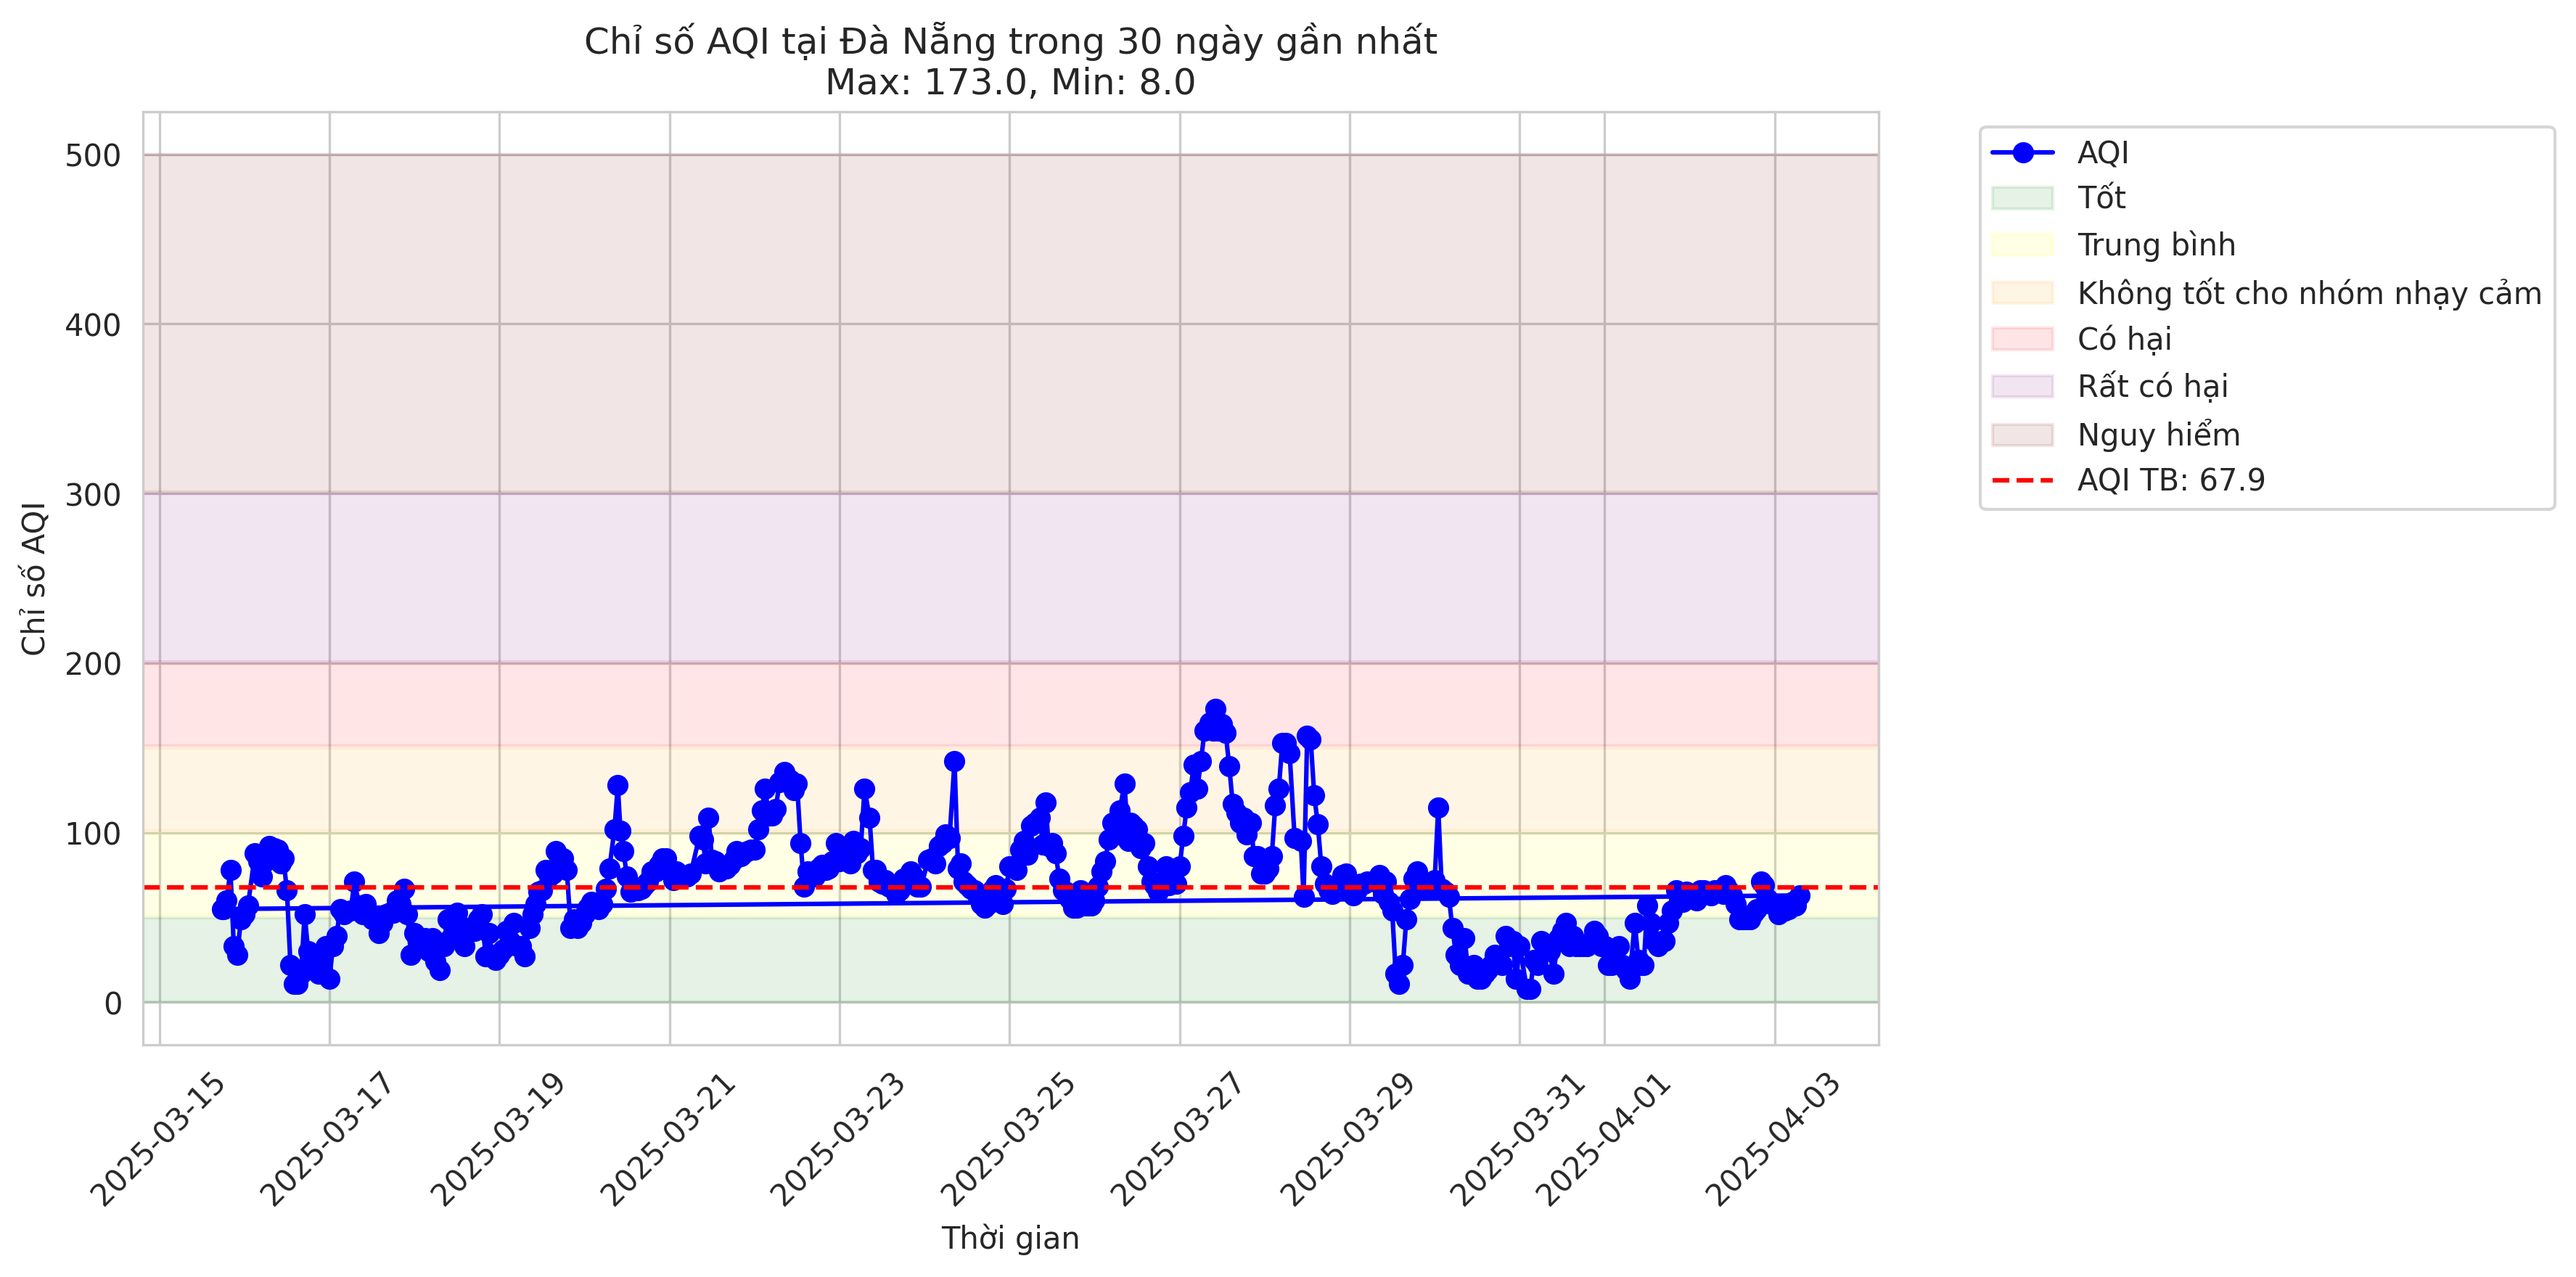 Chỉ số AQI tại Đà Nẵng trong 30 ngày gần nhất
Max: 173.0, Min: 8.0
Chỉ số AQI
500
400
300
200
100
0
2025-03-15
2025-03-17
2025-03-19
2025-03-21
2025-03-23
2025-03-25
2025-03-27
2025-03-29
2025-03-31
2025-04-01
2025-04-03
Thời gian
AQI
Tốt
Trung bình
Không tốt cho nhóm nhạy cảm
Có hại
Rất có hại
Nguy hiểm
AQI TB: 67.9